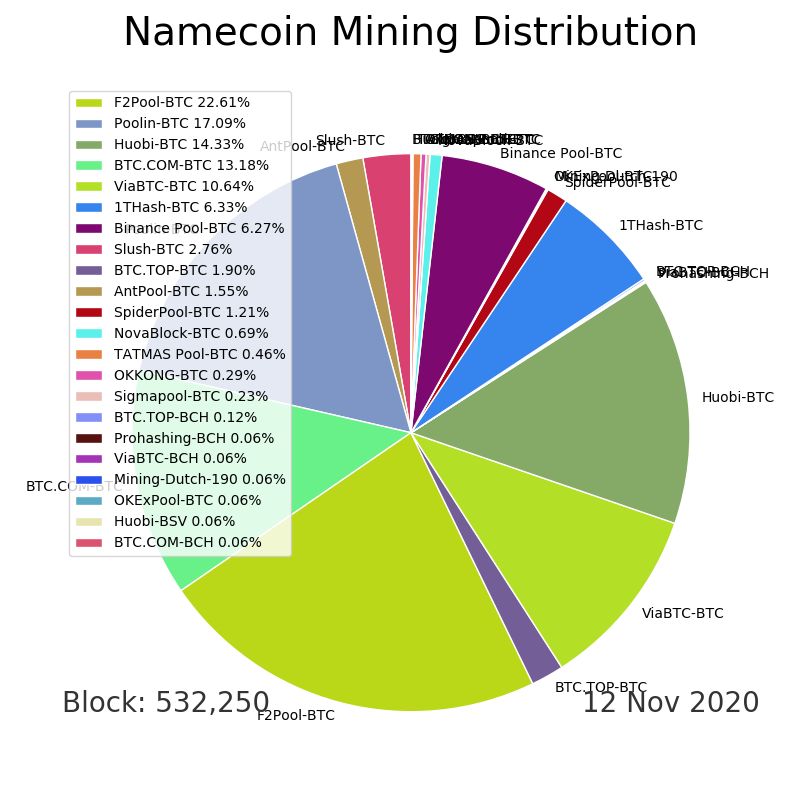 Namecoin Mining Distribution
F2Pool-BTC 22.61%
Poolin-BTC 17.09%
Huobi-BTC 14.33%
BTC.COM-BTC 13.18%
ViaBTC-BTC 10.64%
1THash-BTC 6.33%
Binance Pool-BTC 6.27%
Slush-BTC 2.76%
BTC.TOP-BTC 1.90%
AntPool-BTC 1.55%
SpiderPool-BTC 1.21%
NovaBlock-BTC 0.69%
TATMAS Pool-BTC 0.46%
OKKONG-BTC 0.29%
Sigmapool-BTC 0.23%
BTC.TOP-BCH 0.12%
Prohashing-BCH 0.06%
ViaBTC-BCH 0.06%
Mining-Dutch-190 0.06%
OKExPool-BTC 0.06%
Huobi-BSV 0.06%
BTC.COM-BCH 0.06%
AntPool-BTC
Slush-BTC
Binance Pool-BTC
SpiderPool-BTC
1THash-BTC
Prohashing-BCH
Huobi-BTC
BTC.COM-BTC
ViaBTC-BTC
BTC.TOP-BTC
F2Pool-BTC
Block: 532,250
12 Nov 2020